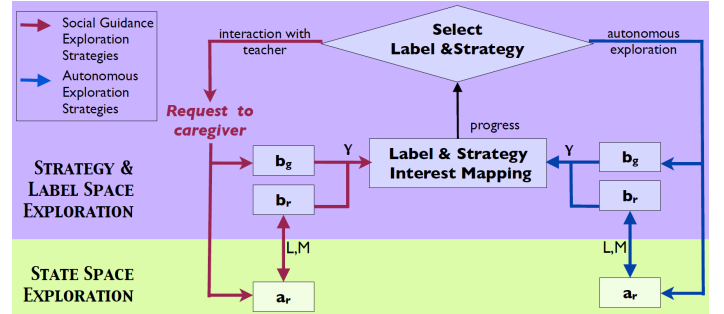 Social Guidance
Exploration
Strategies
Autonomous
Exploration
Strategies
interaction with
teacher
Select
Label &Strategy
autonomous
exploration
Request to
caregiver
progress
bg
γ
Label & Strategy
Interest Mapping
γ
bg
br
br
STRATEGY &
LABEL SPACE
EXPLORATION
L,M
L,M
STATE SPACE
EXPLORATION
ar
ar